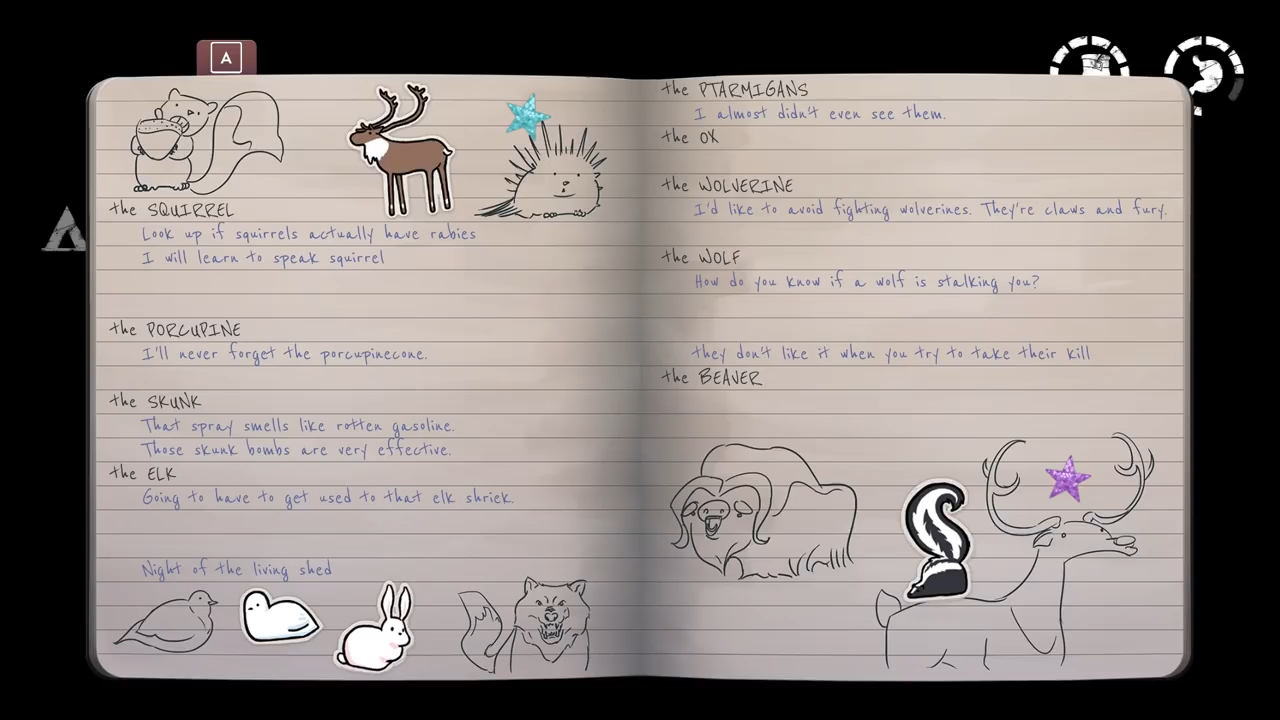 A
the SQUIRREL
Look up if squirrels actually have rabies
I will learn to speak squirrel
the PORCUPINE
I'll never forget the porcupinecone.
the SKUNK
That spray smells like rotten gasoline.
Those skunk bombs are very effective.
the ELK
Going to have to get used to that elk shriek.
Night of the living shed
the PTARMIGANS
I almost didn't even see them.
the OX
the WOLVERINE
I'd like to avoid fighting wolverines. They're claws and fury.
the WOLF
How do you know if a wolf is stalking you?
they don't like it when you try to take their kill
the BEAVER